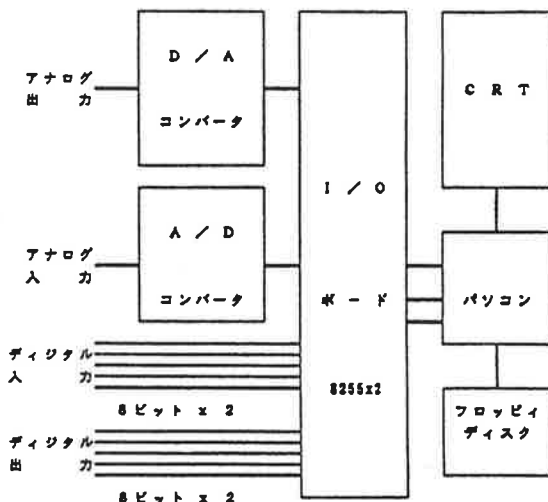 D / A
コンバータ
アナログ
出 力
A / D
コンバータ
アナログ
入 力
ディジタル
入 力
8ビット x 2
ディジタル
出 力
8ビット x 2
I / O
ボ ー ド
8255x2
C R T
パソコン
フロッピィ
ディスク